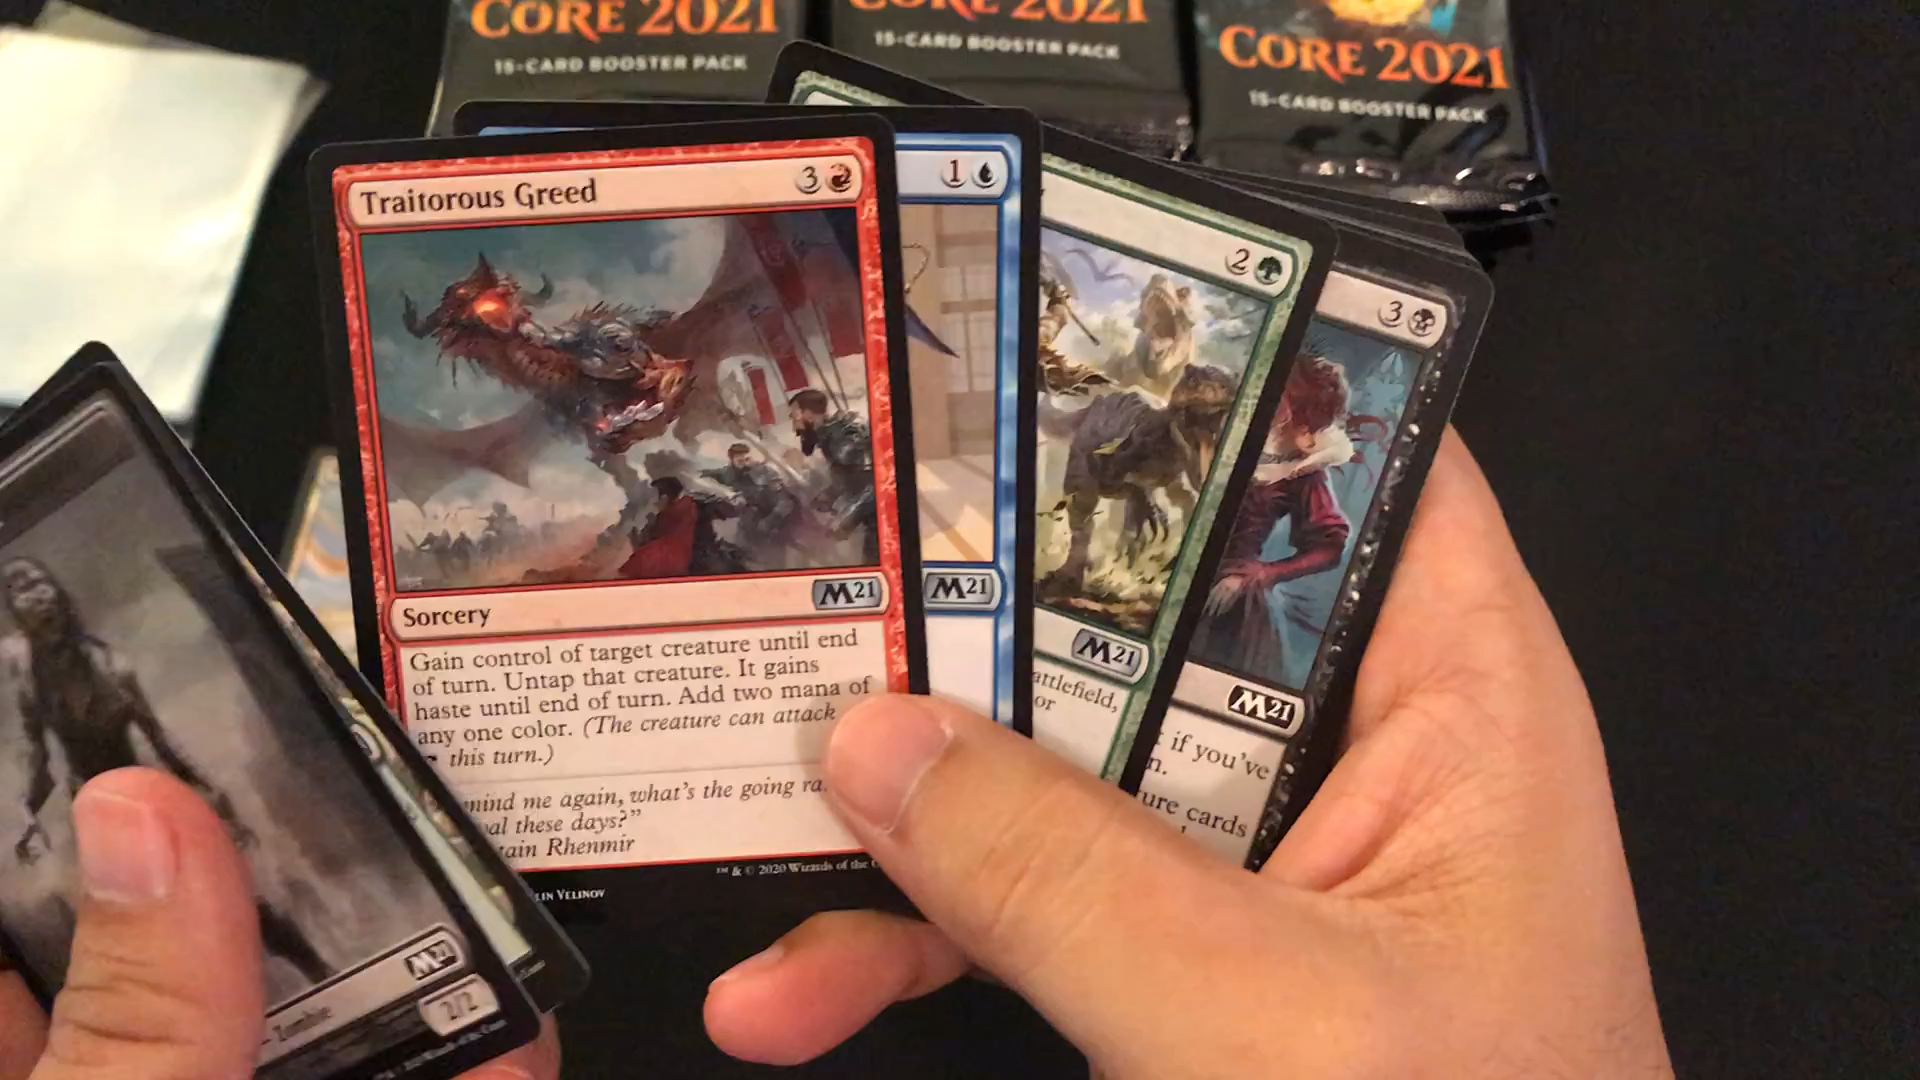 CORE 2021
15-CARD BOOSTER PACK
CORE 2021
15-CARD BOOSTER PACK
CORE 2021
15-CARD BOOSTER PACK
Traitorous Greed
3
Sorcery
M21
Gain control of target creature until end
of turn. Untap that creature. It gains
haste until end of turn. Add two mana of
any one color. (The creature can attack
this turn.)
mind me again, what's the going ra
al these days?"
tain Rhenmir
™ & © 2020 Wizards of the C
LIN VELINOV
1
M21
2
M21
attlefield,
or
3
M21
if you've
n.
ure cards
M21
Zombie
2/2